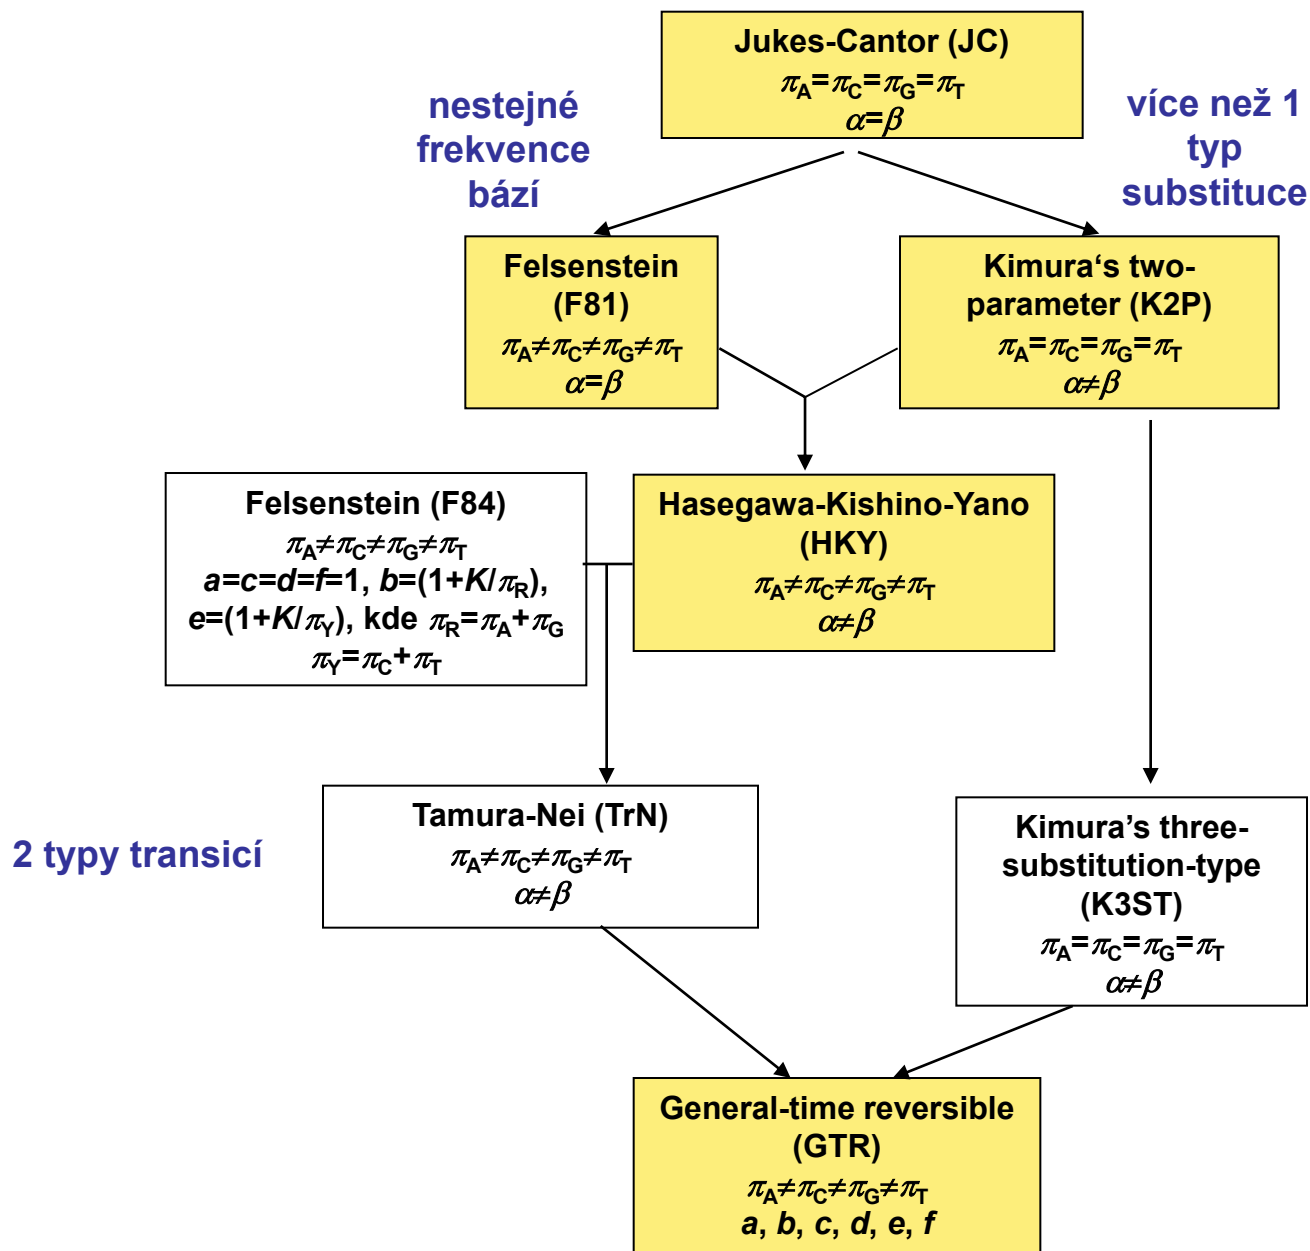 Jukes-Cantor (JC)
πA=πC=πG=πT
α=β
nestejné
frekvence
bází
více než 1
typ
substituce
Felsenstein
(F81)
πA≠πC≠πG≠πT
α=β
Kimura‘s two-
parameter (K2P)
πA=πC=πG=πT
α≠β
Felsenstein (F84)
πA≠πC≠πG≠πT
a=c=d=f=1, b=(1+K/πR),
e=(1+K/πY), kde πR=πA+πG
πY=πC+πT
Hasegawa-Kishino-Yano
(HKY)
πA≠πC≠πG≠πT
α≠β
2 typy transicí
Tamura-Nei (TrN)
πA≠πC≠πG≠πT
α≠β
Kimura’s three-
substitution-type
(K3ST)
πA=πC=πG=πT
α≠β
General-time reversible
(GTR)
πA≠πC≠πG≠πT
a, b, c, d, e, f